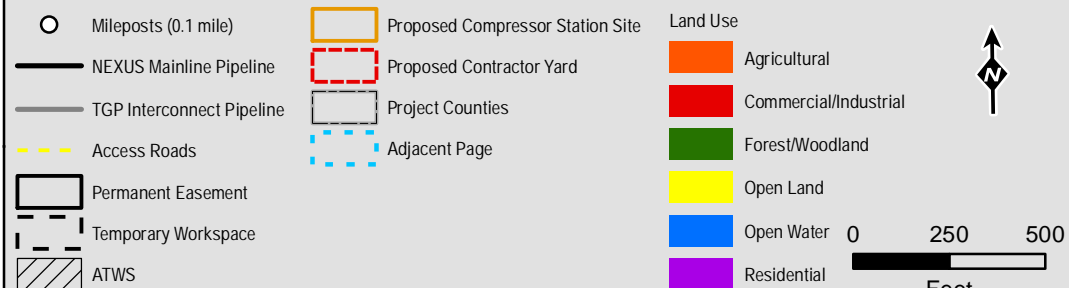 Mileposts (0.1 mile)
NEXUS Mainline Pipeline
TGP Interconnect Pipeline
Access Roads
Permanent Easement
Temporary Workspace
ATWS
Proposed Compressor Station Site
Proposed Contractor Yard
Project Counties
Adjacent Page
Land Use
Agricultural
Commercial/Industrial
Forest/Woodland
Open Land
Open Water
Residential
N
0 250 500
Feet